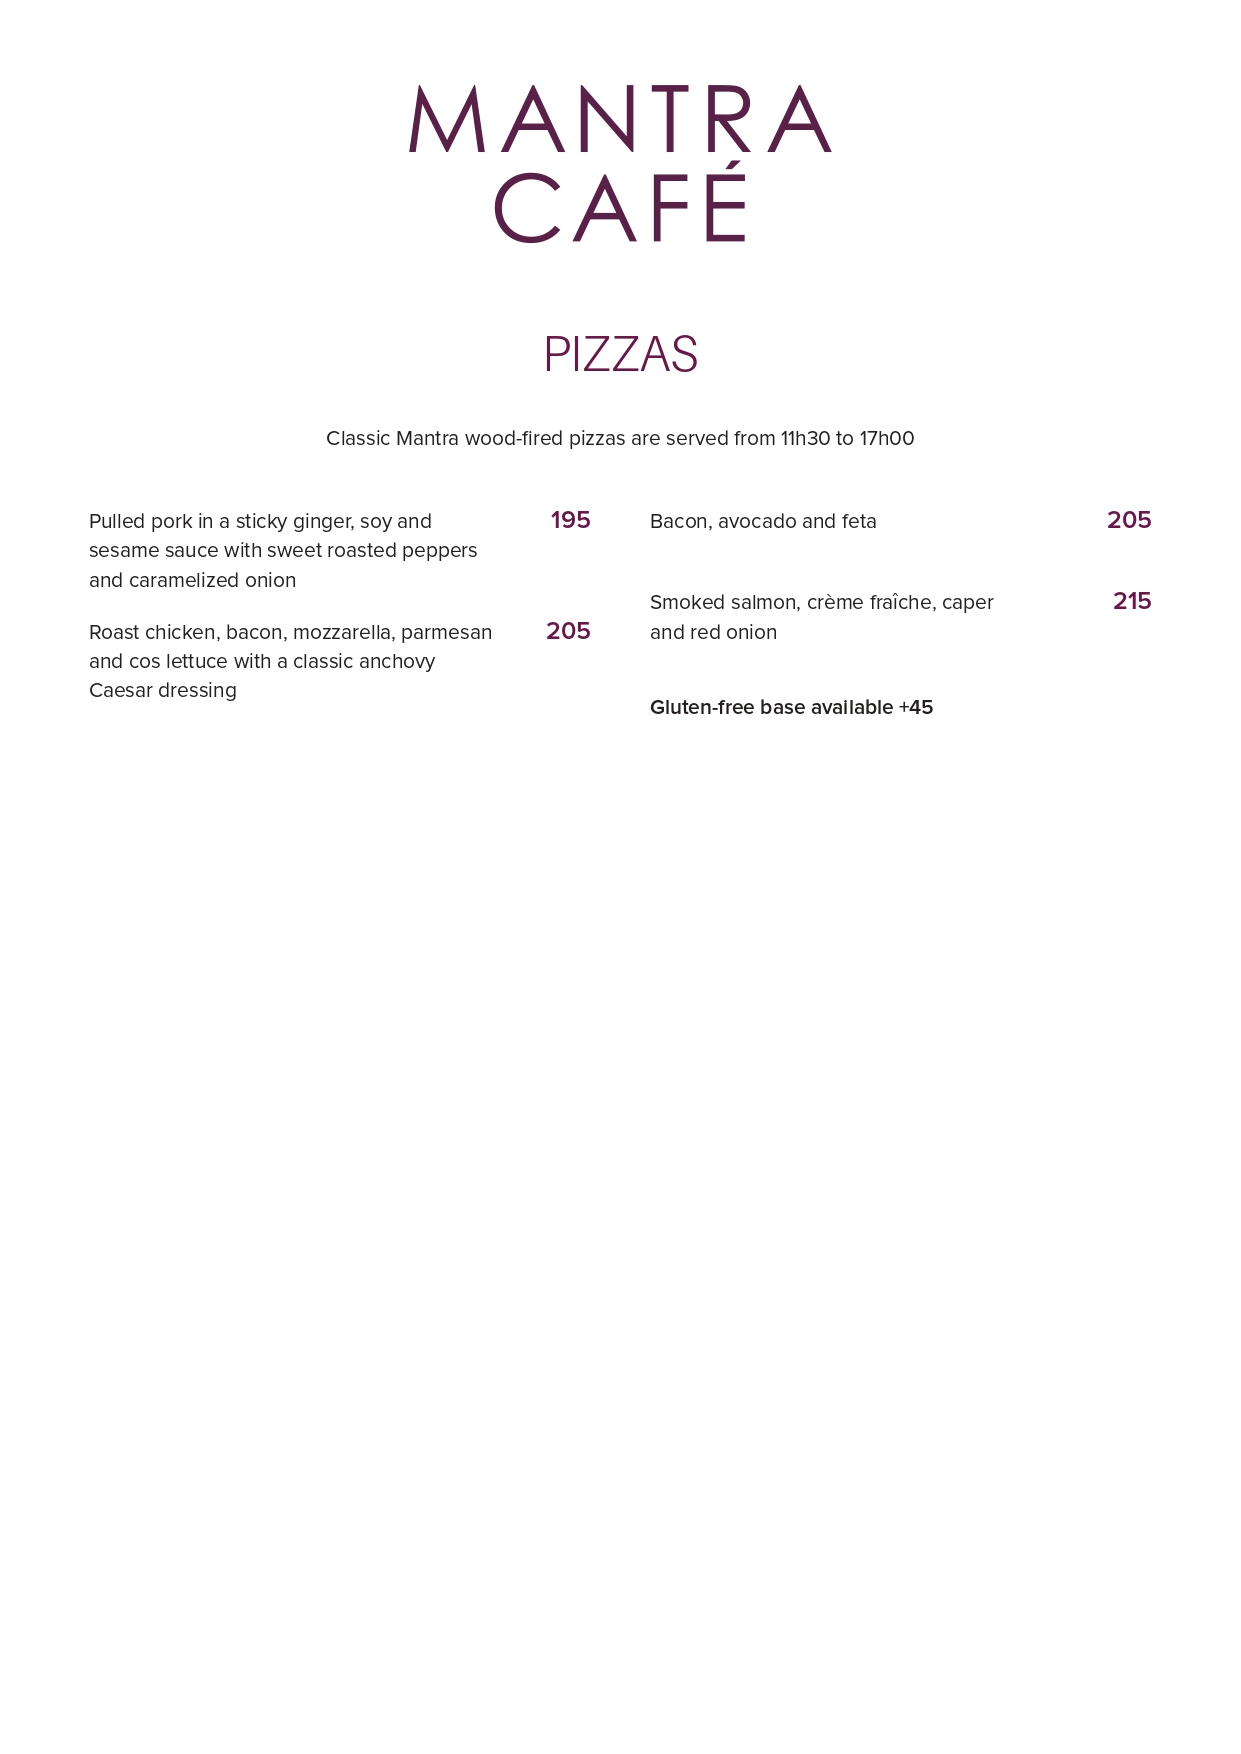 MANTRA
CAFÉ
PIZZAS
Classic Mantra wood-fired pizzas are served from 11h30 to 17h00
Pulled pork in a sticky ginger, soy and 195
sesame sauce with sweet roasted peppers
and caramelized onion
Roast chicken, bacon, mozzarella, parmesan 205
and cos lettuce with a classic anchovy
Caesar dressing
Bacon, avocado and feta 205
Smoked salmon, crème fraîche, caper 215
and red onion
Gluten-free base available +45